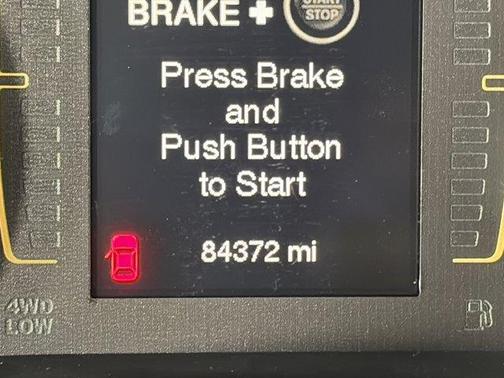 BRAKE + START STOP
Press Brake
and
Push Button
to Start
84372 mi
4WD
LOW